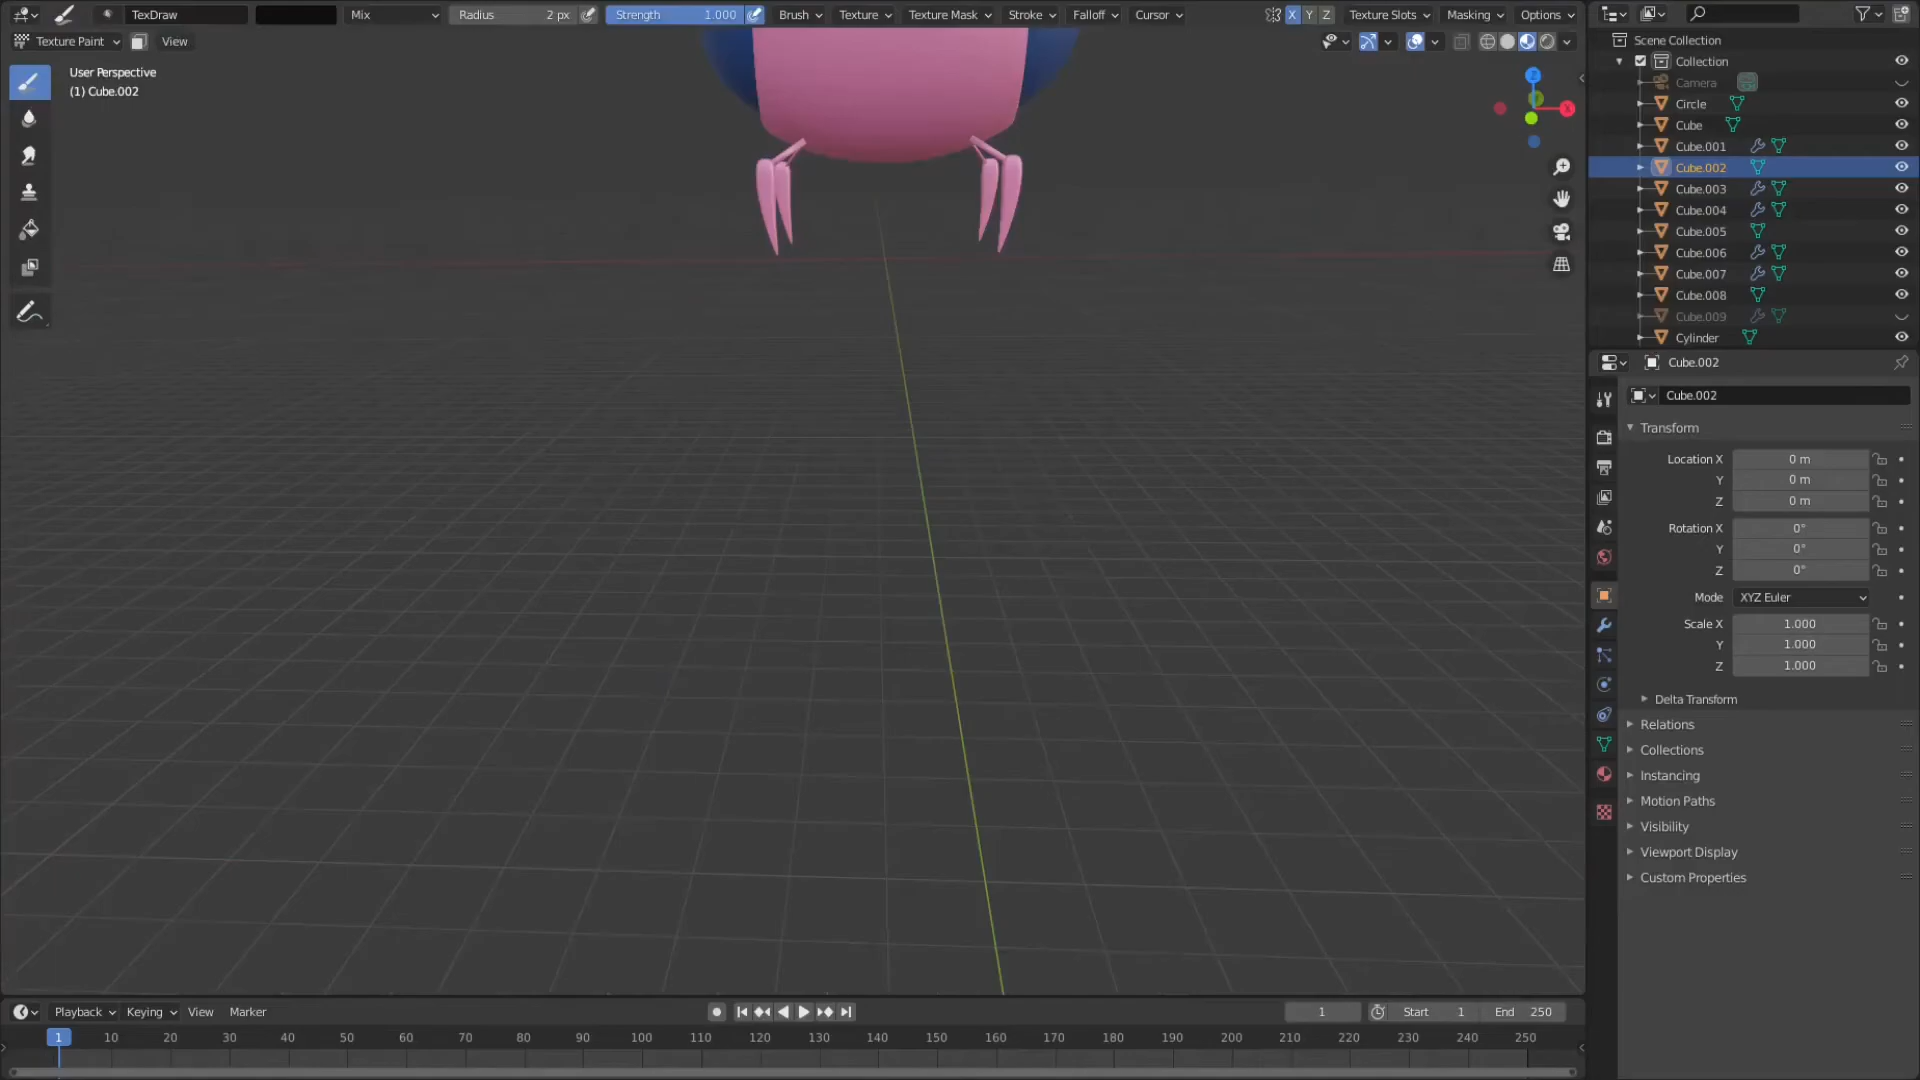 TexDraw Mix Radius 2 px Strength 1.000 Brush Texture Texture Mask Stroke Falloff Cursor X Y Z Texture Slots Masking Options
Texture Paint View
User Perspective
(1) Cube.002
Z
X
Scene Collection
Collection
Camera
Circle
Cube
Cube.001
Cube.002
Cube.003
Cube.004
Cube.005
Cube.006
Cube.007
Cube.008
Cube.009
Cylinder
Cube.002
Cube.002
Transform
Location X 0 m
Y 0 m
Z 0 m
Rotation X 0°
Y 0°
Z 0°
Mode XYZ Euler
Scale X 1.000
Y 1.000
Z 1.000
Delta Transform
Relations
Collections
Instancing
Motion Paths
Visibility
Viewport Display
Custom Properties
Playback Keying View Marker 1 Start 1 End 250
1 10 20 30 40 50 60 70 80 90 100 110 120 130 140 150 160 170 180 190 200 210 220 230 240 250